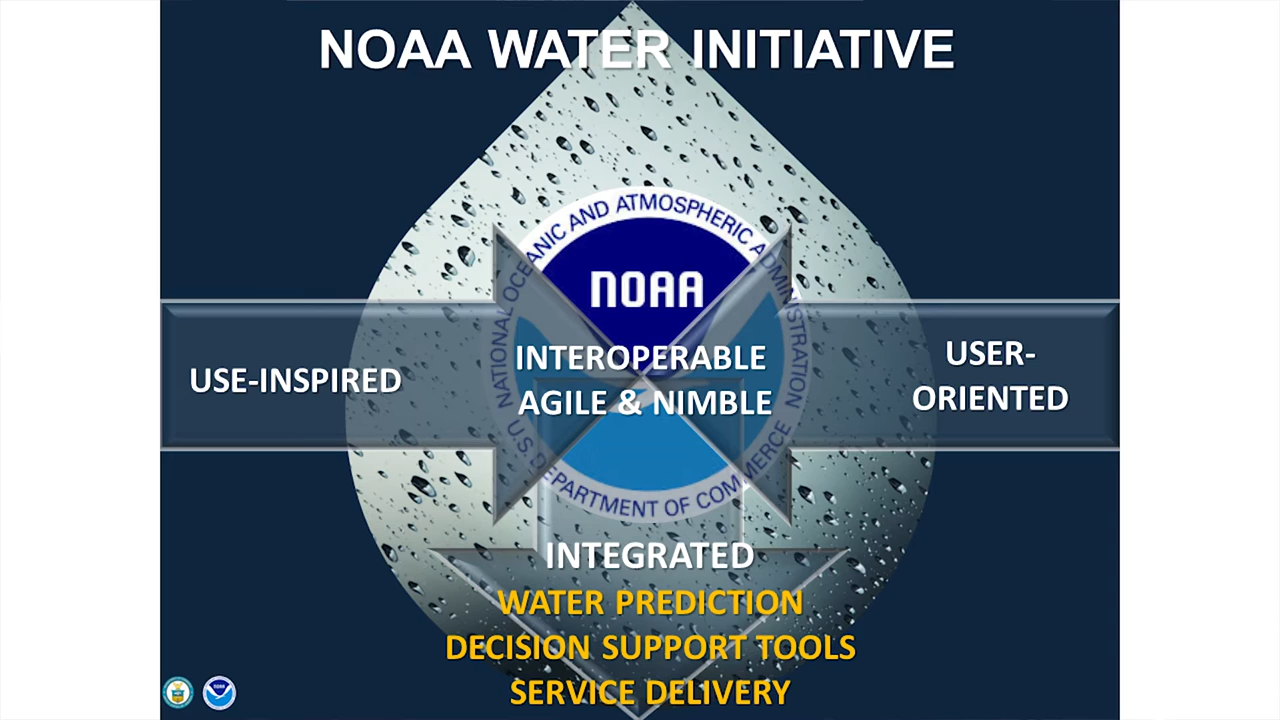 NOAA WATER INITIATIVE
NATIONAL OCEANIC AND ATMOSPHERIC ADMINISTRATION
NOAA
USE-INSPIRED
INTEROPERABLE
AGILE & NIMBLE
USER-
ORIENTED
U.S. DEPARTMENT OF COMMERCE
INTEGRATED
WATER PREDICTION
DECISION SUPPORT TOOLS
SERVICE DELIVERY
NOAA